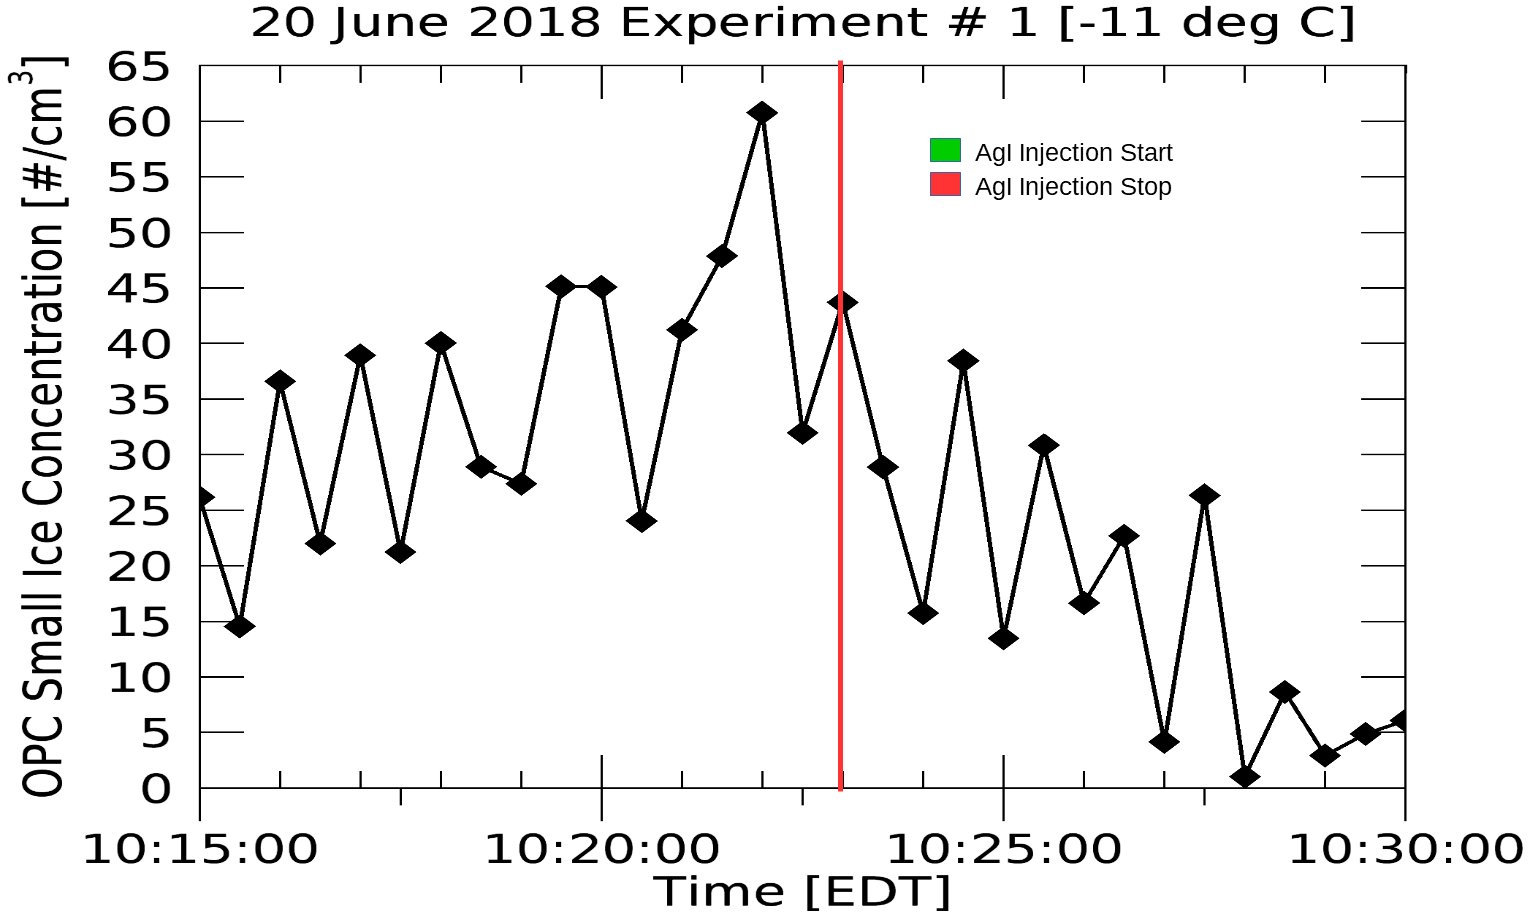 20 June 2018 Experiment # 1 [-11 deg C]
OPC Small Ice Concentration [#/cm³]
65
60
55
50
45
40
35
30
25
20
15
10
5
0
AgI Injection Start
AgI Injection Stop
10:15:00 10:20:00 10:25:00 10:30:00
Time [EDT]